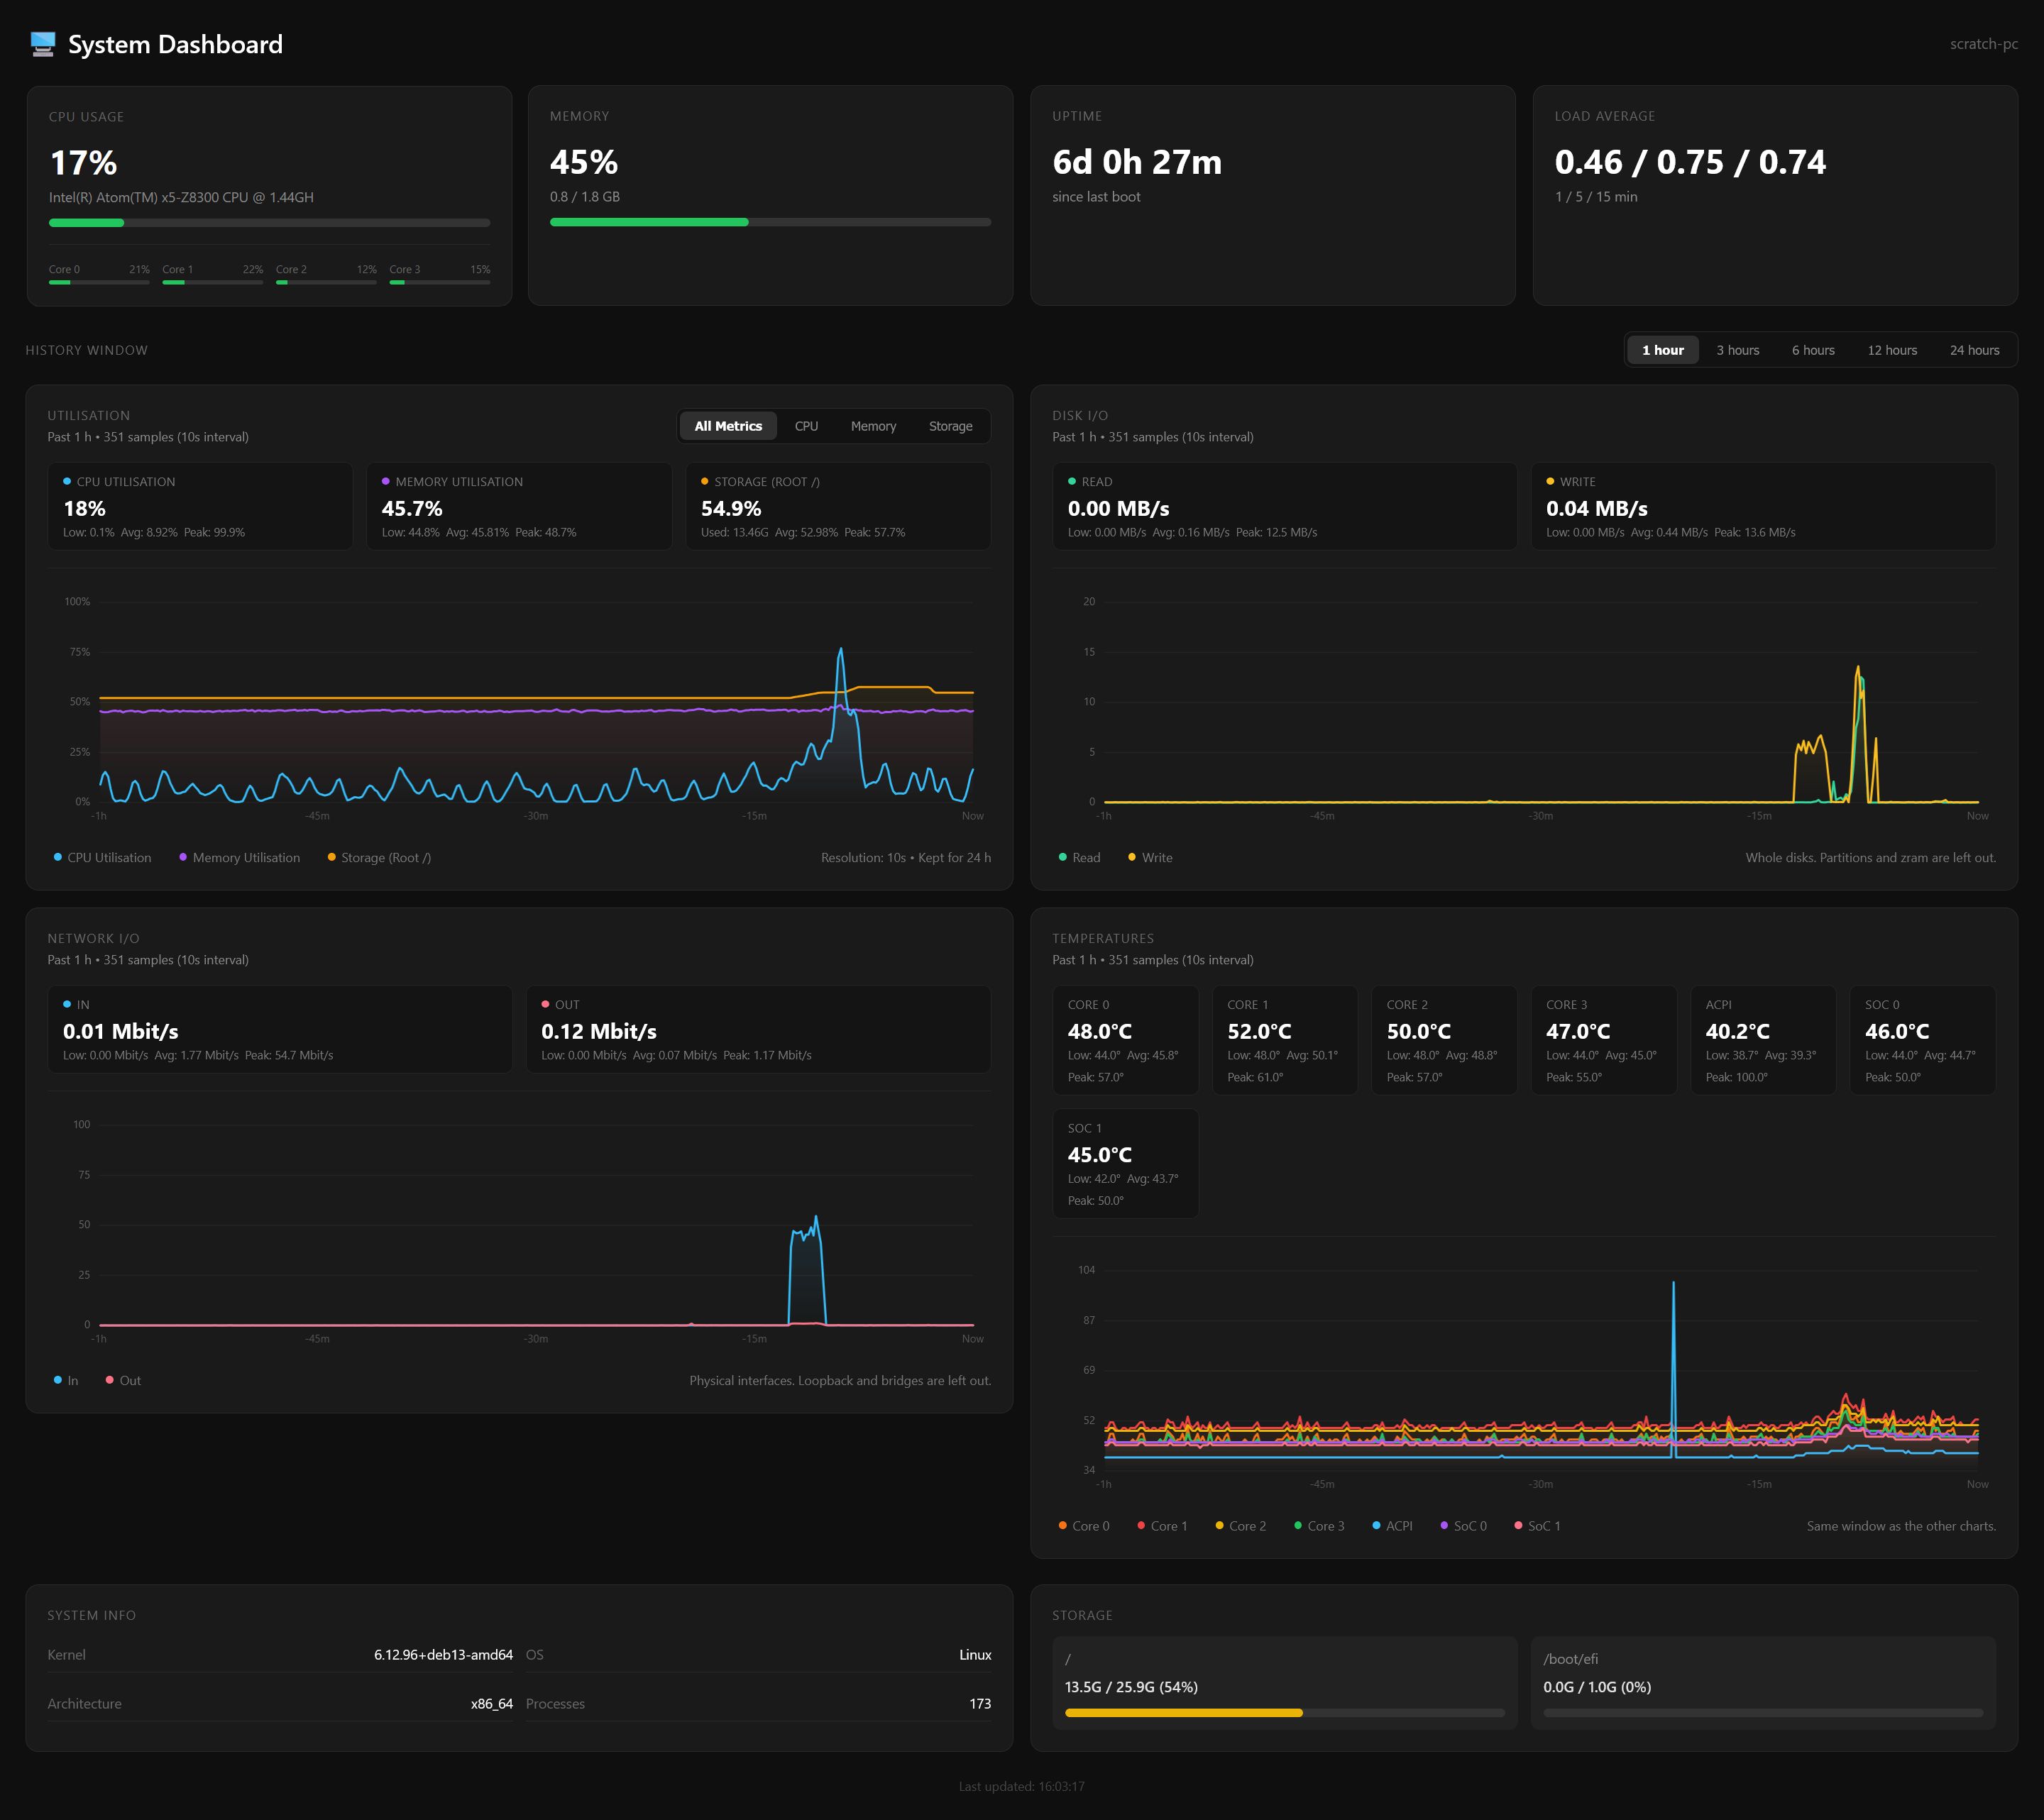 System Dashboard
scratch-pc
CPU USAGE
17%
Intel(R) Atom(TM) x5-Z8300 CPU @ 1.44GH
Core 0 21% Core 1 22% Core 2 12% Core 3 15%
MEMORY
45%
0.8 / 1.8 GB
UPTIME
6d 0h 27m
since last boot
LOAD AVERAGE
0.46 / 0.75 / 0.74
1 / 5 / 15 min
HISTORY WINDOW
1 hour 3 hours 6 hours 12 hours 24 hours
UTILISATION
Past 1 h • 351 samples (10s interval)
All Metrics CPU Memory Storage
CPU UTILISATION
18%
Low: 0.1% Avg: 8.92% Peak: 99.9%
MEMORY UTILISATION
45.7%
Low: 44.8% Avg: 45.81% Peak: 48.7%
STORAGE (ROOT /)
54.9%
Used: 13.46G Avg: 52.98% Peak: 57.7%
100%
75%
50%
25%
0%
-1h -45m -30m -15m Now
CPU Utilisation Memory Utilisation Storage (Root /)
Resolution: 10s • Kept for 24 h
DISK I/O
Past 1 h • 351 samples (10s interval)
READ
0.00 MB/s
Low: 0.00 MB/s Avg: 0.16 MB/s Peak: 12.5 MB/s
WRITE
0.04 MB/s
Low: 0.00 MB/s Avg: 0.44 MB/s Peak: 13.6 MB/s
20
15
10
5
0
-1h -45m -30m -15m Now
Read Write
Whole disks. Partitions and zram are left out.
NETWORK I/O
Past 1 h • 351 samples (10s interval)
IN
0.01 Mbit/s
Low: 0.00 Mbit/s Avg: 1.77 Mbit/s Peak: 54.7 Mbit/s
OUT
0.12 Mbit/s
Low: 0.00 Mbit/s Avg: 0.07 Mbit/s Peak: 1.17 Mbit/s
100
75
50
25
0
-1h -45m -30m -15m Now
In Out
Physical interfaces. Loopback and bridges are left out.
TEMPERATURES
Past 1 h • 351 samples (10s interval)
CORE 0
48.0°C
Low: 44.0° Avg: 45.8°
Peak: 57.0°
CORE 1
52.0°C
Low: 48.0° Avg: 50.1°
Peak: 61.0°
CORE 2
50.0°C
Low: 48.0° Avg: 48.8°
Peak: 57.0°
CORE 3
47.0°C
Low: 44.0° Avg: 45.0°
Peak: 55.0°
ACPI
40.2°C
Low: 38.7° Avg: 39.3°
Peak: 100.0°
SOC 0
46.0°C
Low: 44.0° Avg: 44.7°
Peak: 50.0°
SOC 1
45.0°C
Low: 42.0° Avg: 43.7°
Peak: 50.0°
104
87
69
52
34
-1h -45m -30m -15m Now
Core 0 Core 1 Core 2 Core 3 ACPI SoC 0 SoC 1
Same window as the other charts.
SYSTEM INFO
Kernel 6.12.96+deb13-amd64
OS Linux
Architecture x86_64
Processes 173
STORAGE
/
13.5G / 25.9G (54%)
/boot/efi
0.0G / 1.0G (0%)
Last updated: 16:03:17